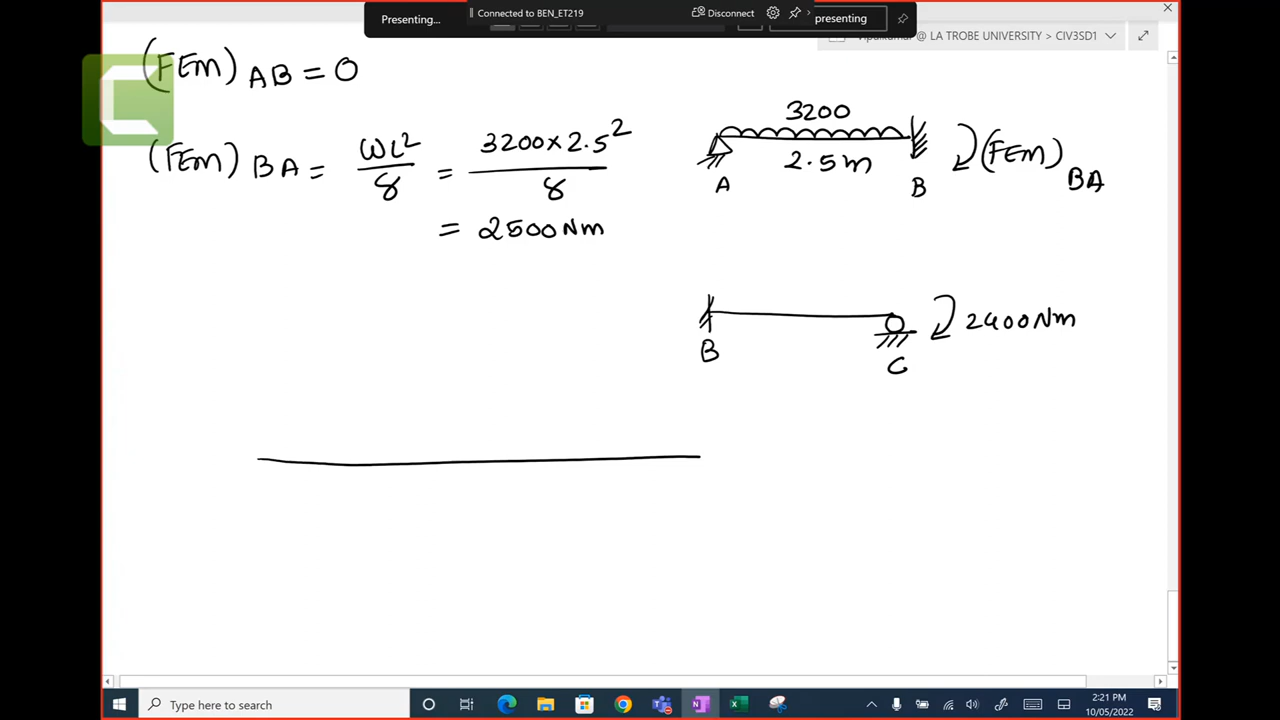 Presenting...
Connected to BEN_ET219
Disconnect
presenting
Vipulkumar @ LA TROBE UNIVERSITY > CIV3SD1
(FEM) AB = 0
3200
(FEM) BA = WL²/8 = 3200×2.5²/8
2.5m
(FEM) BA
A
B
= 2500Nm
2400Nm
B
C
Type here to search
2:21 PM
10/05/2022